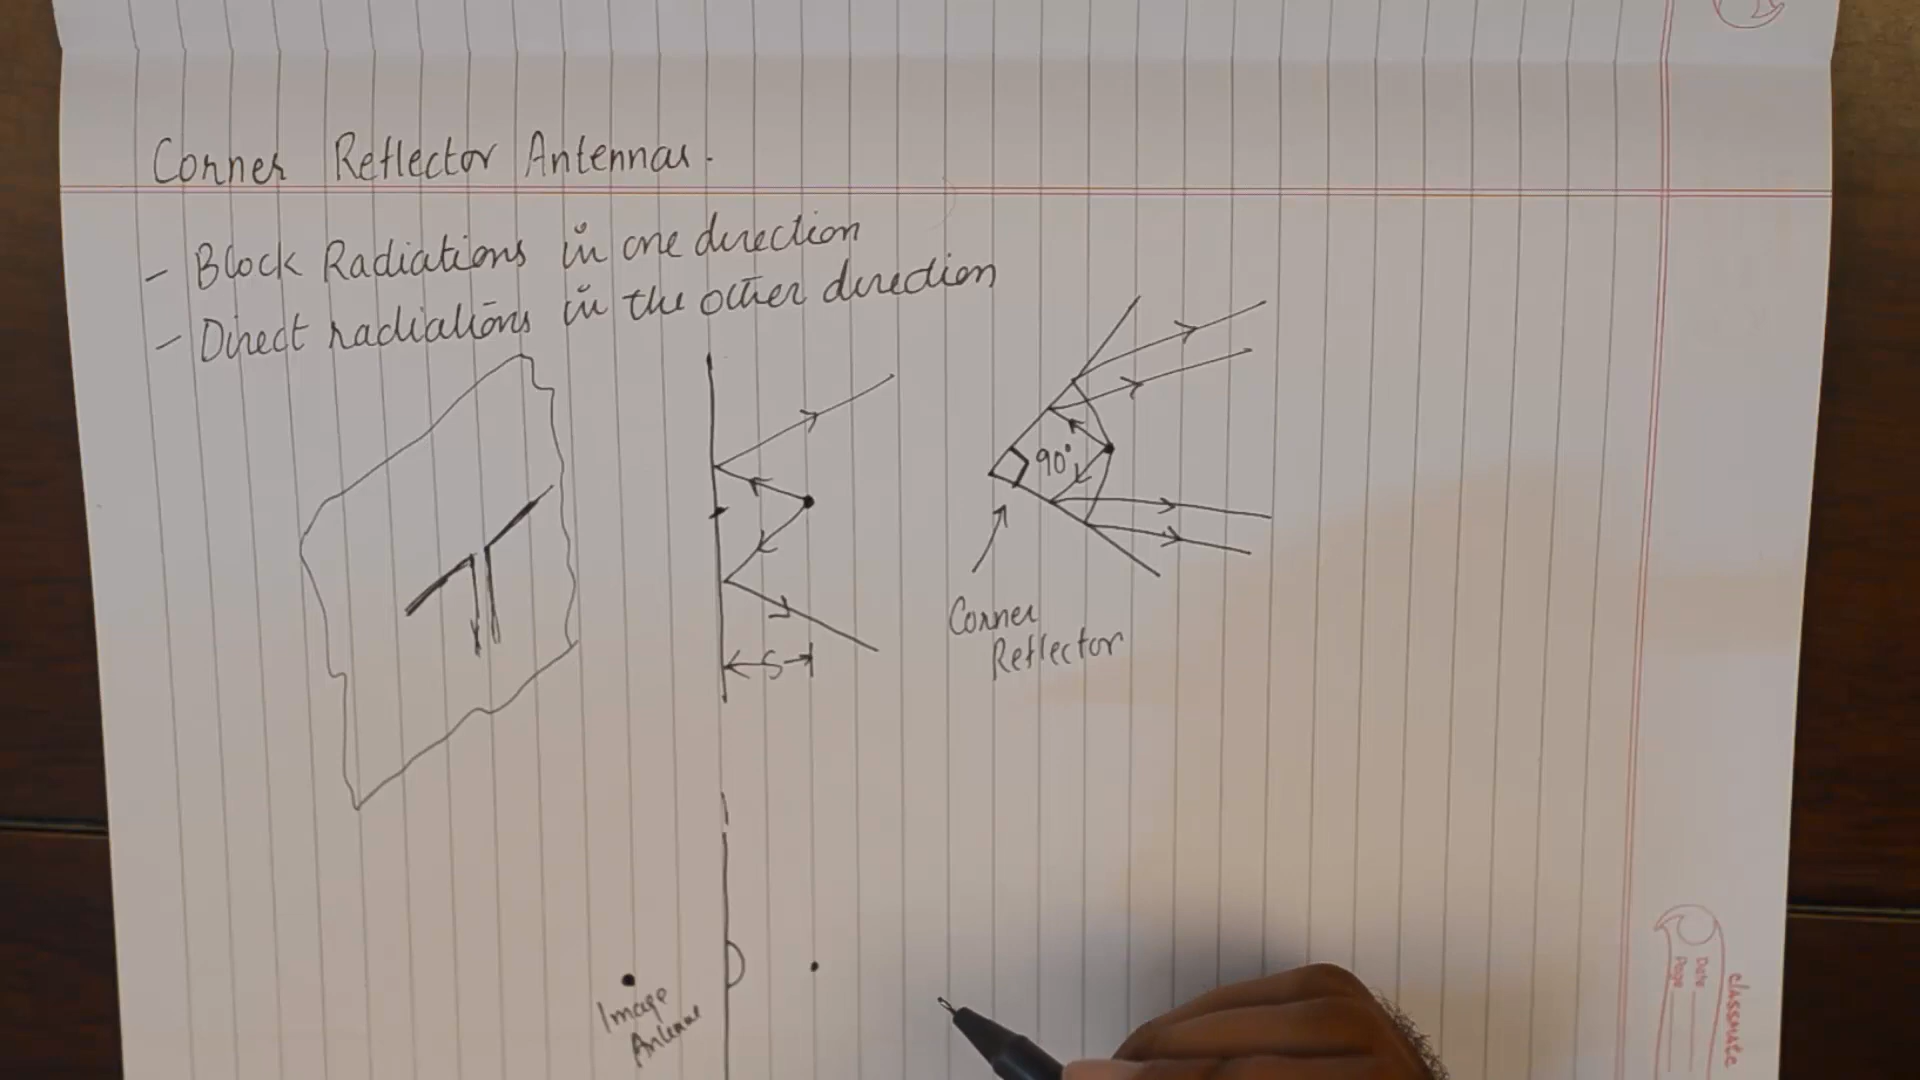 Corner Reflector Antennas.
- Block Radiations in one direction
- Direct radiations in the other direction
90°
S
Corner
Reflector
Image
Antenna
classmate
Date
Page